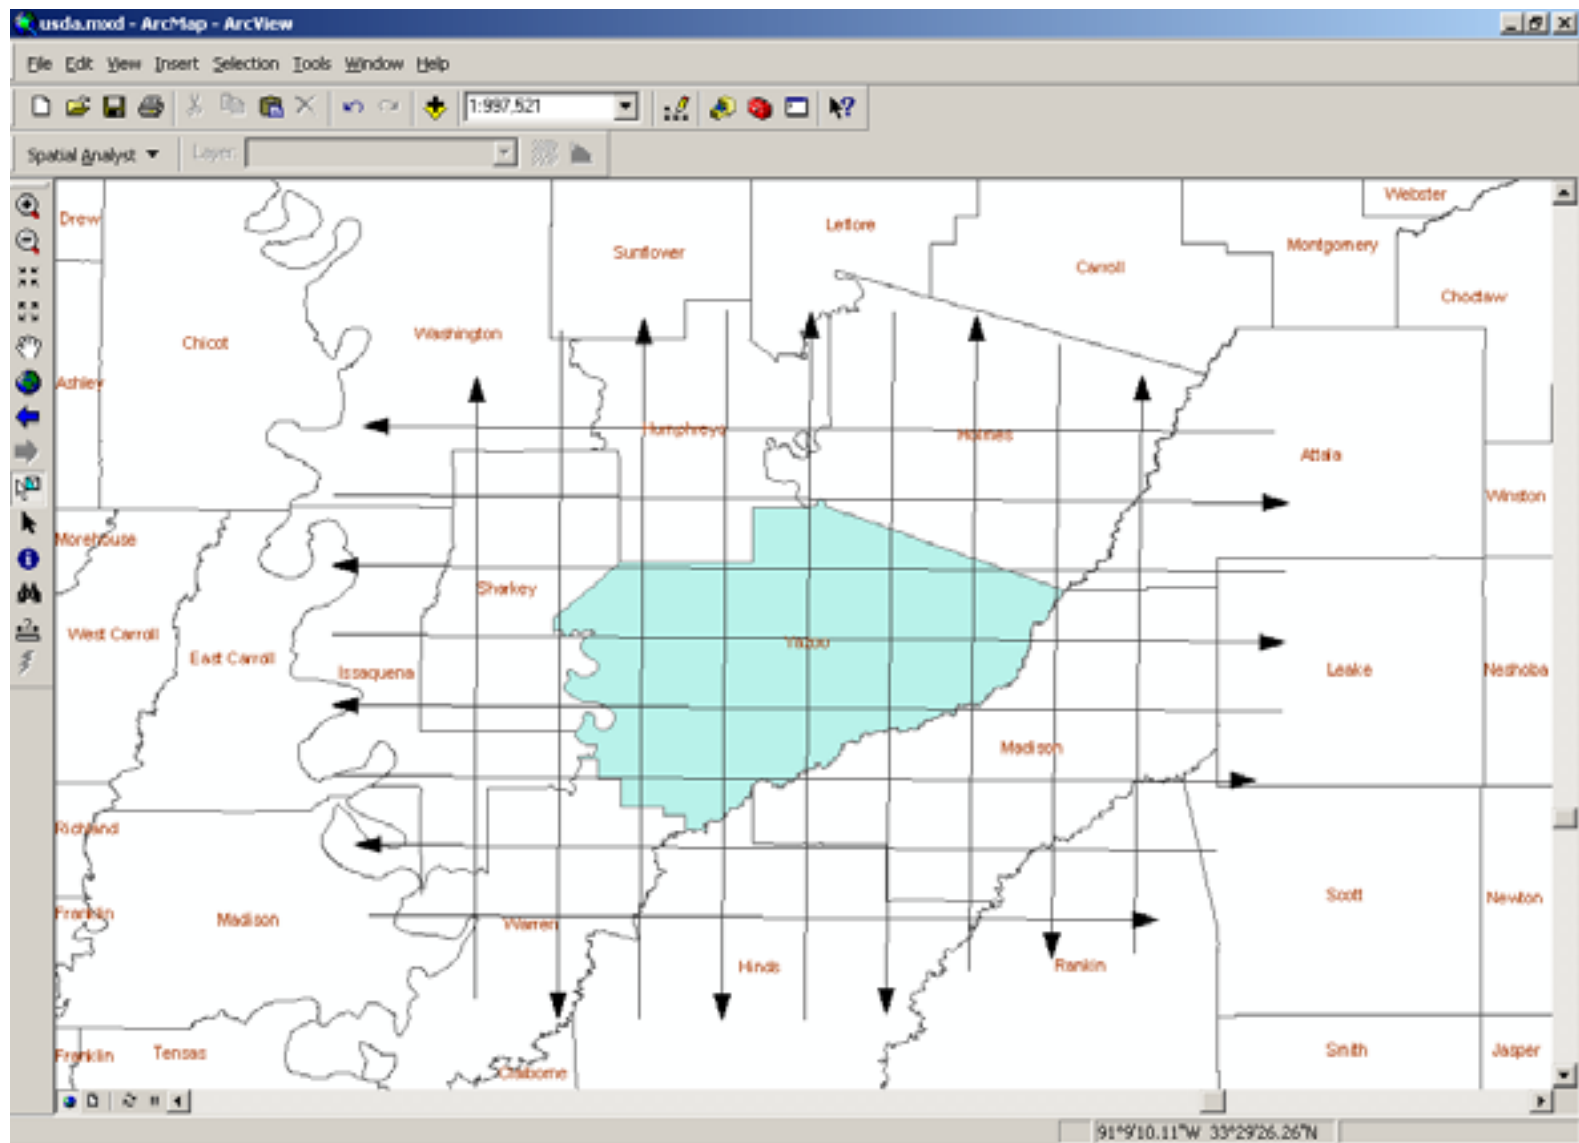 usda.mxd - ArcMap - ArcView
File Edit View Insert Selection Tools Window Help
1:997,521
Spatial Analyst
Layer:
Webster
Drew
Leflore
Montgomery
Sunflower
Carroll
Choctaw
Washington
Chicot
Ashley
Humphreys
Holmes
Attala
Winston
Morehouse
Sharkey
West Carroll
Yazoo
East Carroll
Issaquena
Leake
Neshoba
Madison
Richland
Scott
Newton
Franklin
Madison
Warren
Hinds
Rankin
Franklin
Tensas
Smith
Jasper
Claiborne
91°9'10.11"W 33°29'26.26"N